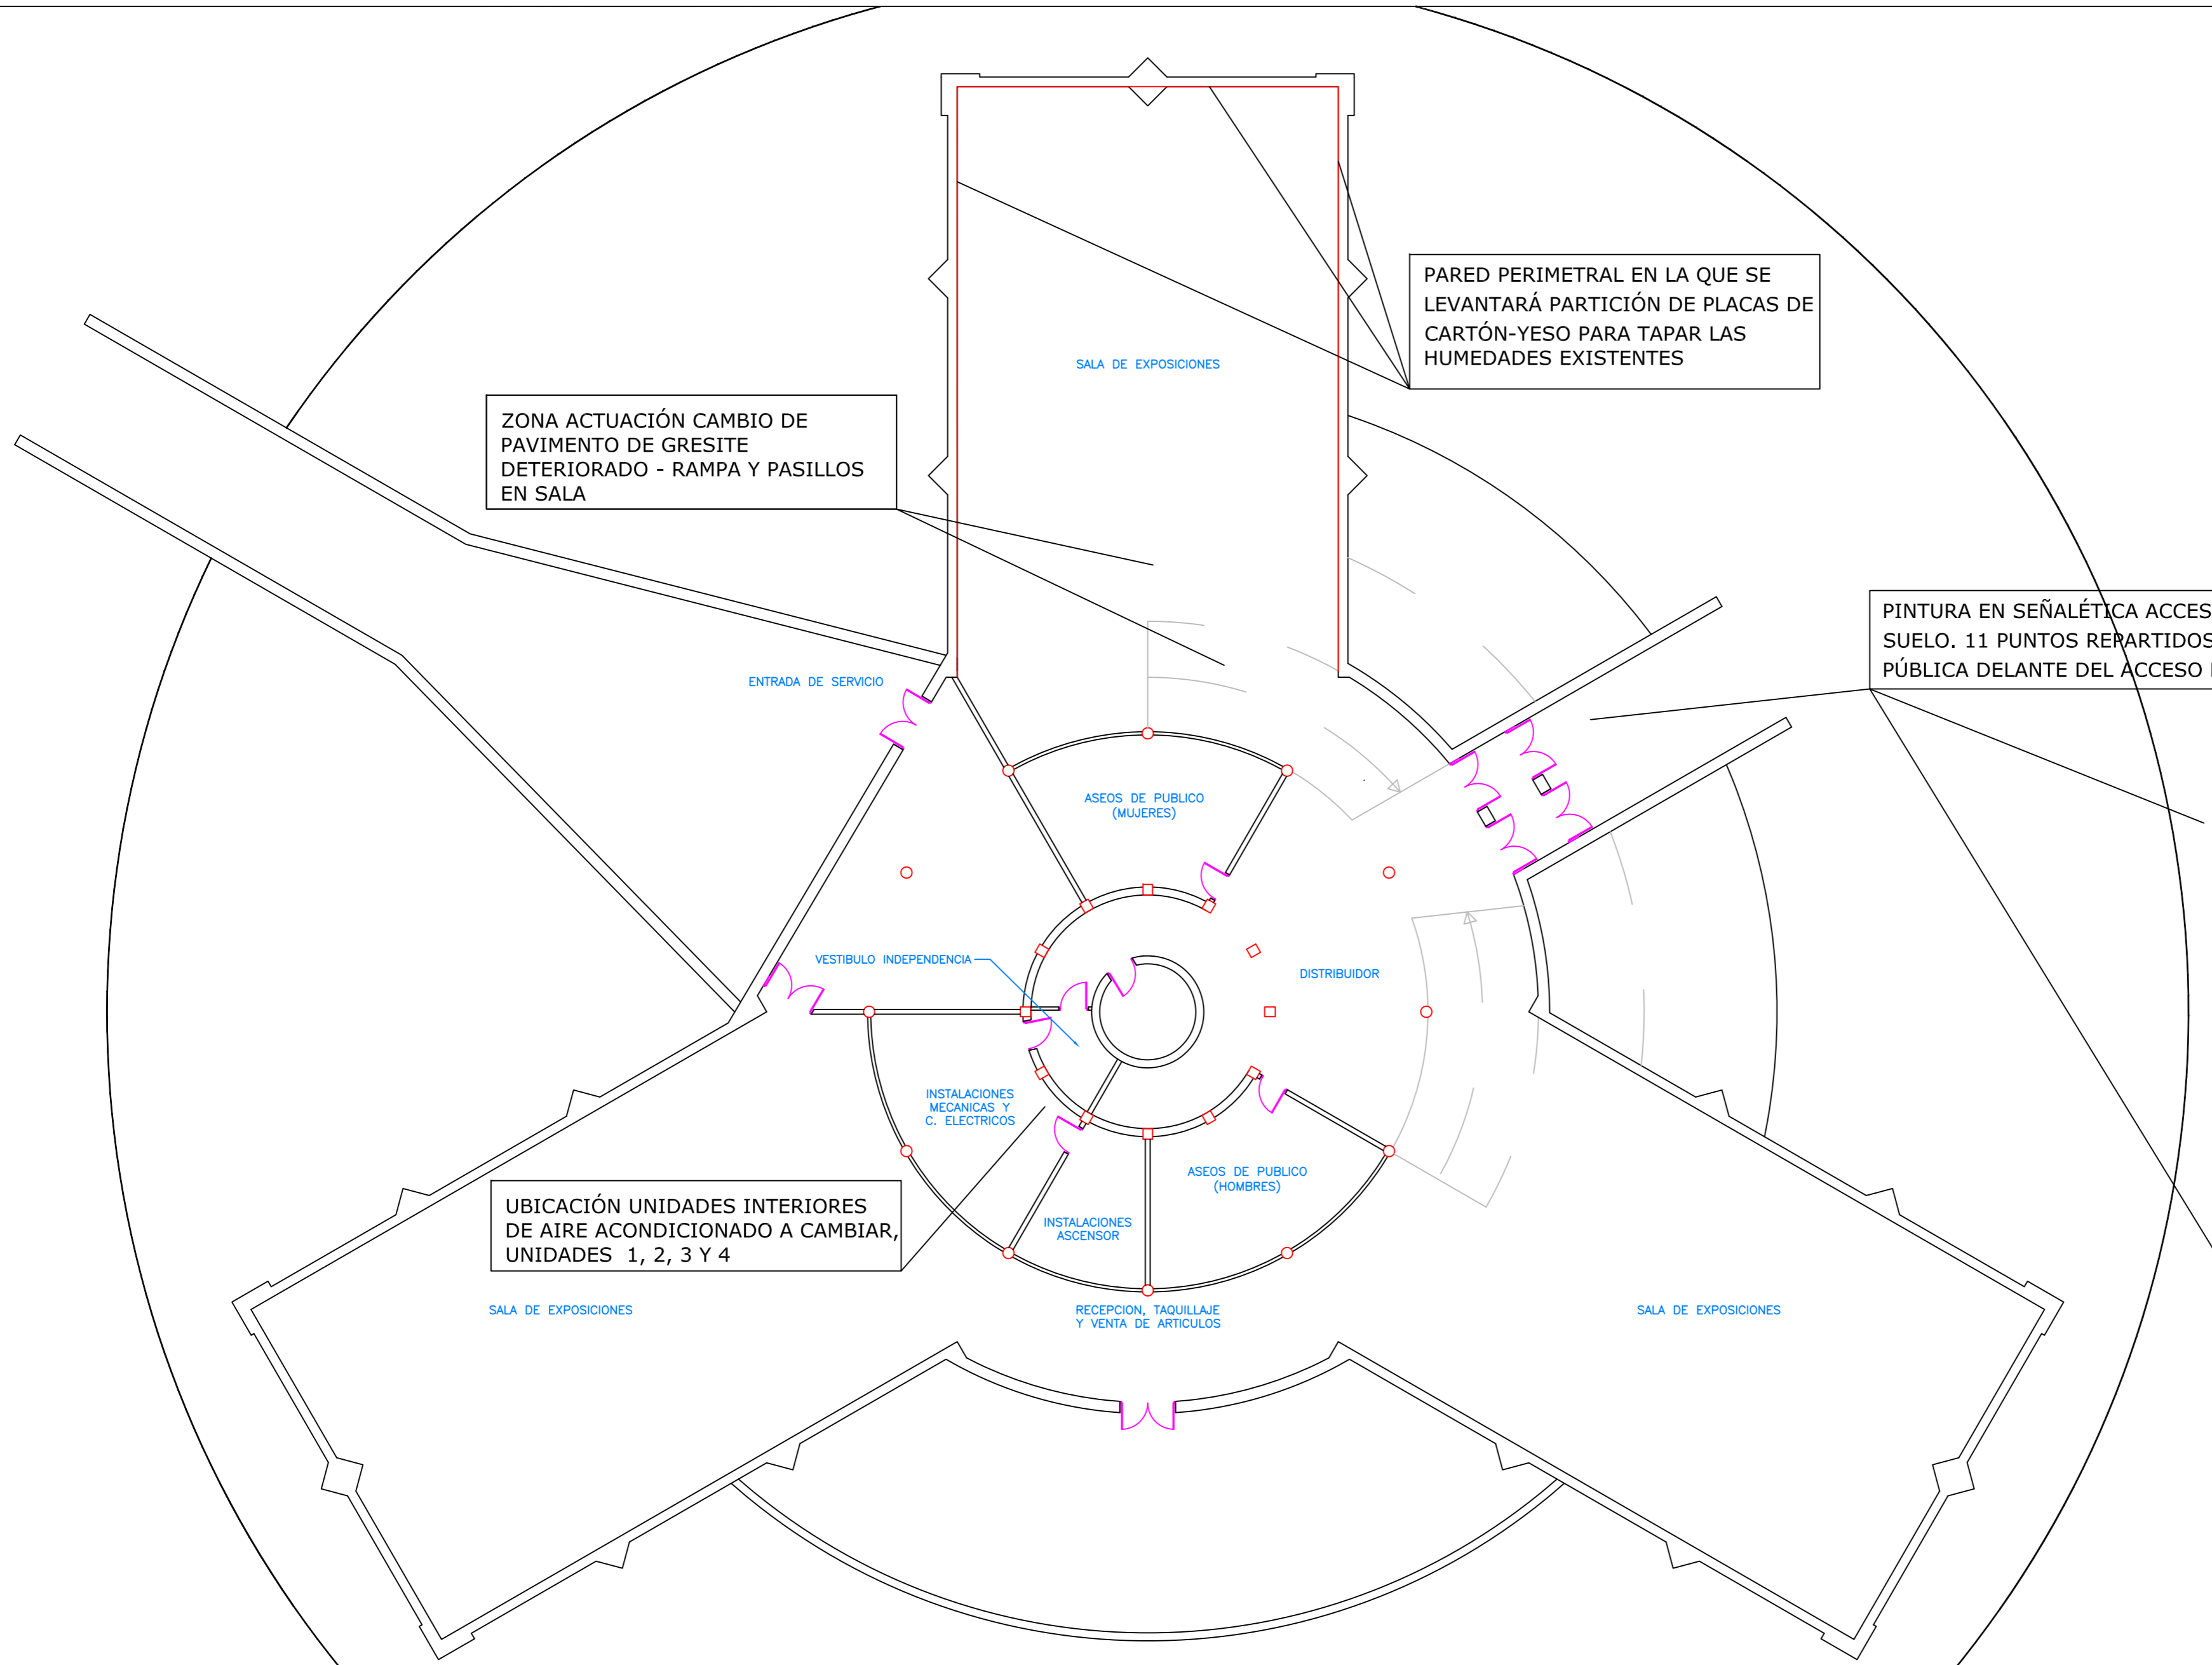 PARED PERIMETRAL EN LA QUE SE
LEVANTARÁ PARTICIÓN DE PLACAS DE
CARTÓN-YESO PARA TAPAR LAS
HUMEDADES EXISTENTES
SALA DE EXPOSICIONES
ZONA ACTUACIÓN CAMBIO DE
PAVIMENTO DE GRESITE
DETERIORADO - RAMPA Y PASILLOS
EN SALA
PINTURA EN SEÑALÉTICA
SUELO. 11 PUNTOS REPARTIDOS
PÚBLICA DELANTE DEL ACCESO
ENTRADA DE SERVICIO
ASEOS DE PUBLICO
(MUJERES)
VESTIBULO INDEPENDENCIA
DISTRIBUIDOR
INSTALACIONES
MECANICAS Y
C. ELECTRICOS
ASEOS DE PUBLICO
(HOMBRES)
UBICACIÓN UNIDADES INTERIORES
DE AIRE ACONDICIONADO A CAMBIAR,
UNIDADES 1, 2, 3 Y 4
INSTALACIONES
ASCENSOR
SALA DE EXPOSICIONES
RECEPCION, TAQUILLAJE
Y VENTA DE ARTICULOS
SALA DE EXPOSICIONES